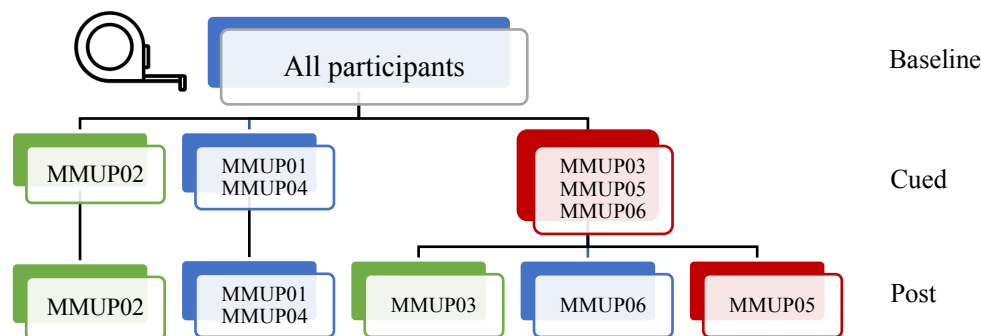 All participants
Baseline
MMUP02
MMUP01
MMUP04
MMUP03
MMUP05
MMUP06
Cued
MMUP02
MMUP01
MMUP04
MMUP03
MMUP06
MMUP05
Post